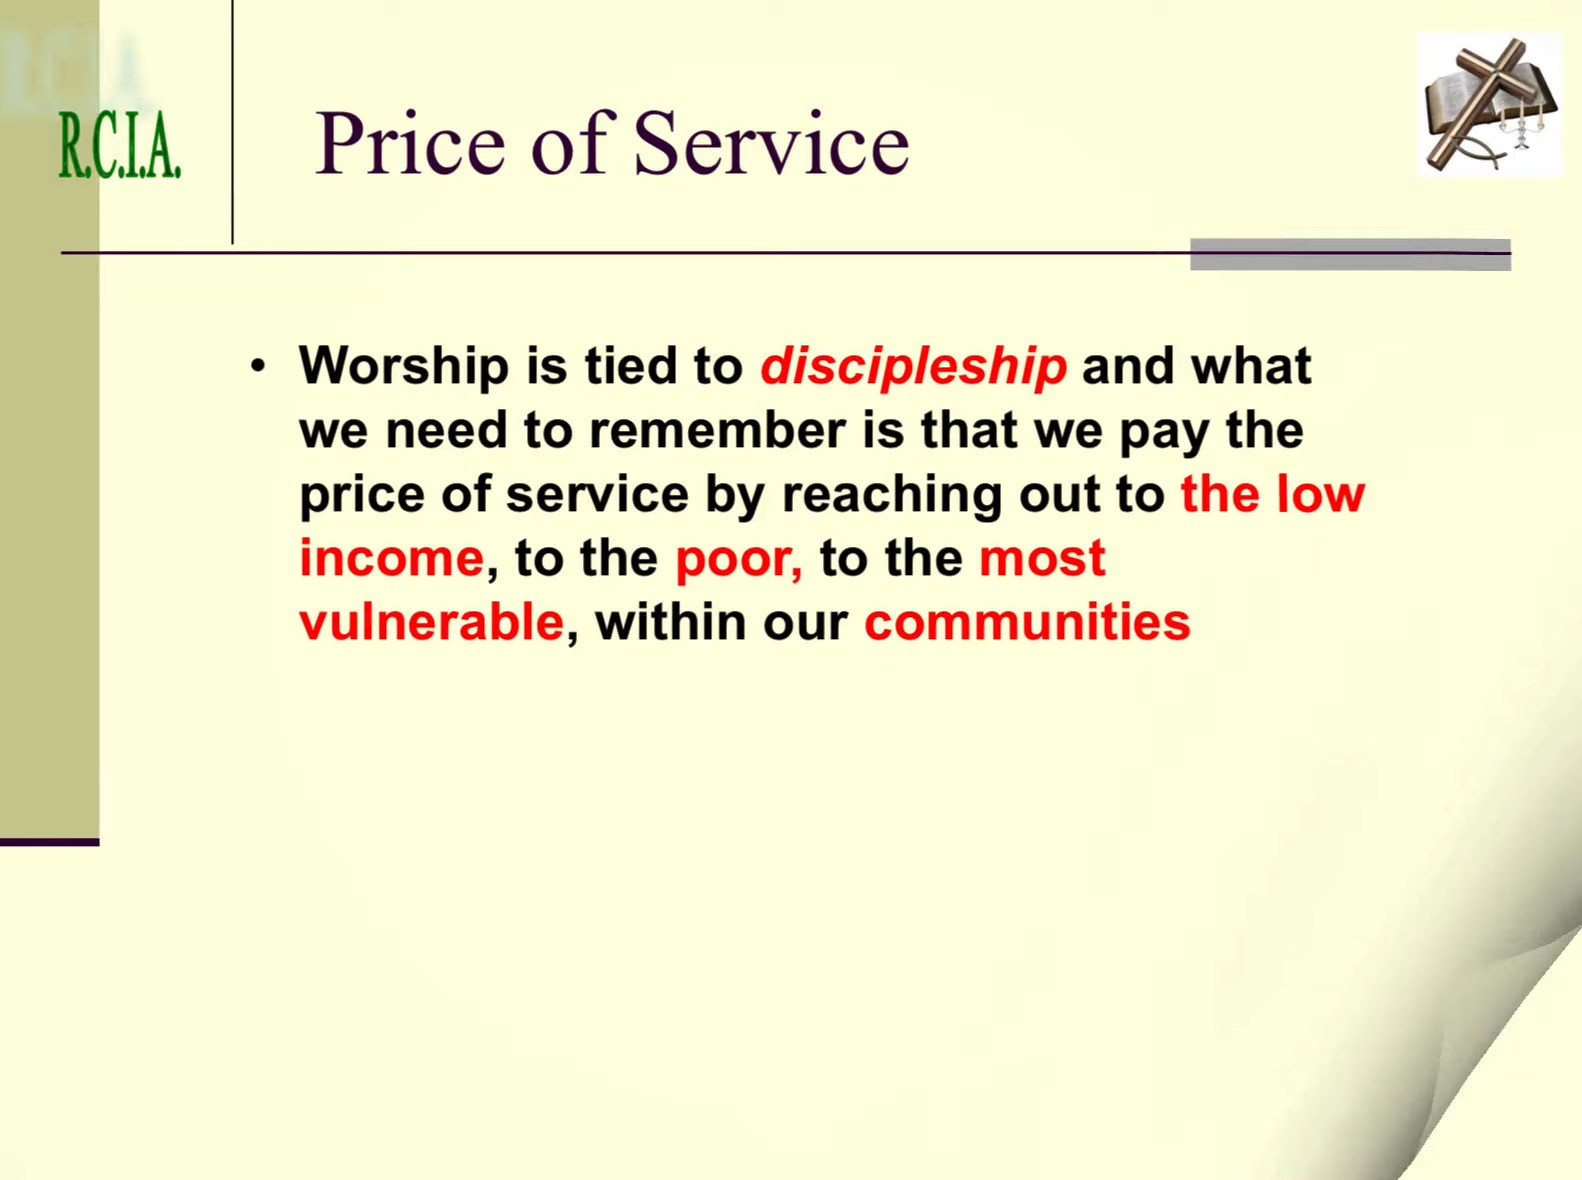 R.C.I.A.
Price of Service
• Worship is tied to discipleship and what
we need to remember is that we pay the
price of service by reaching out to the low
income, to the poor, to the most
vulnerable, within our communities